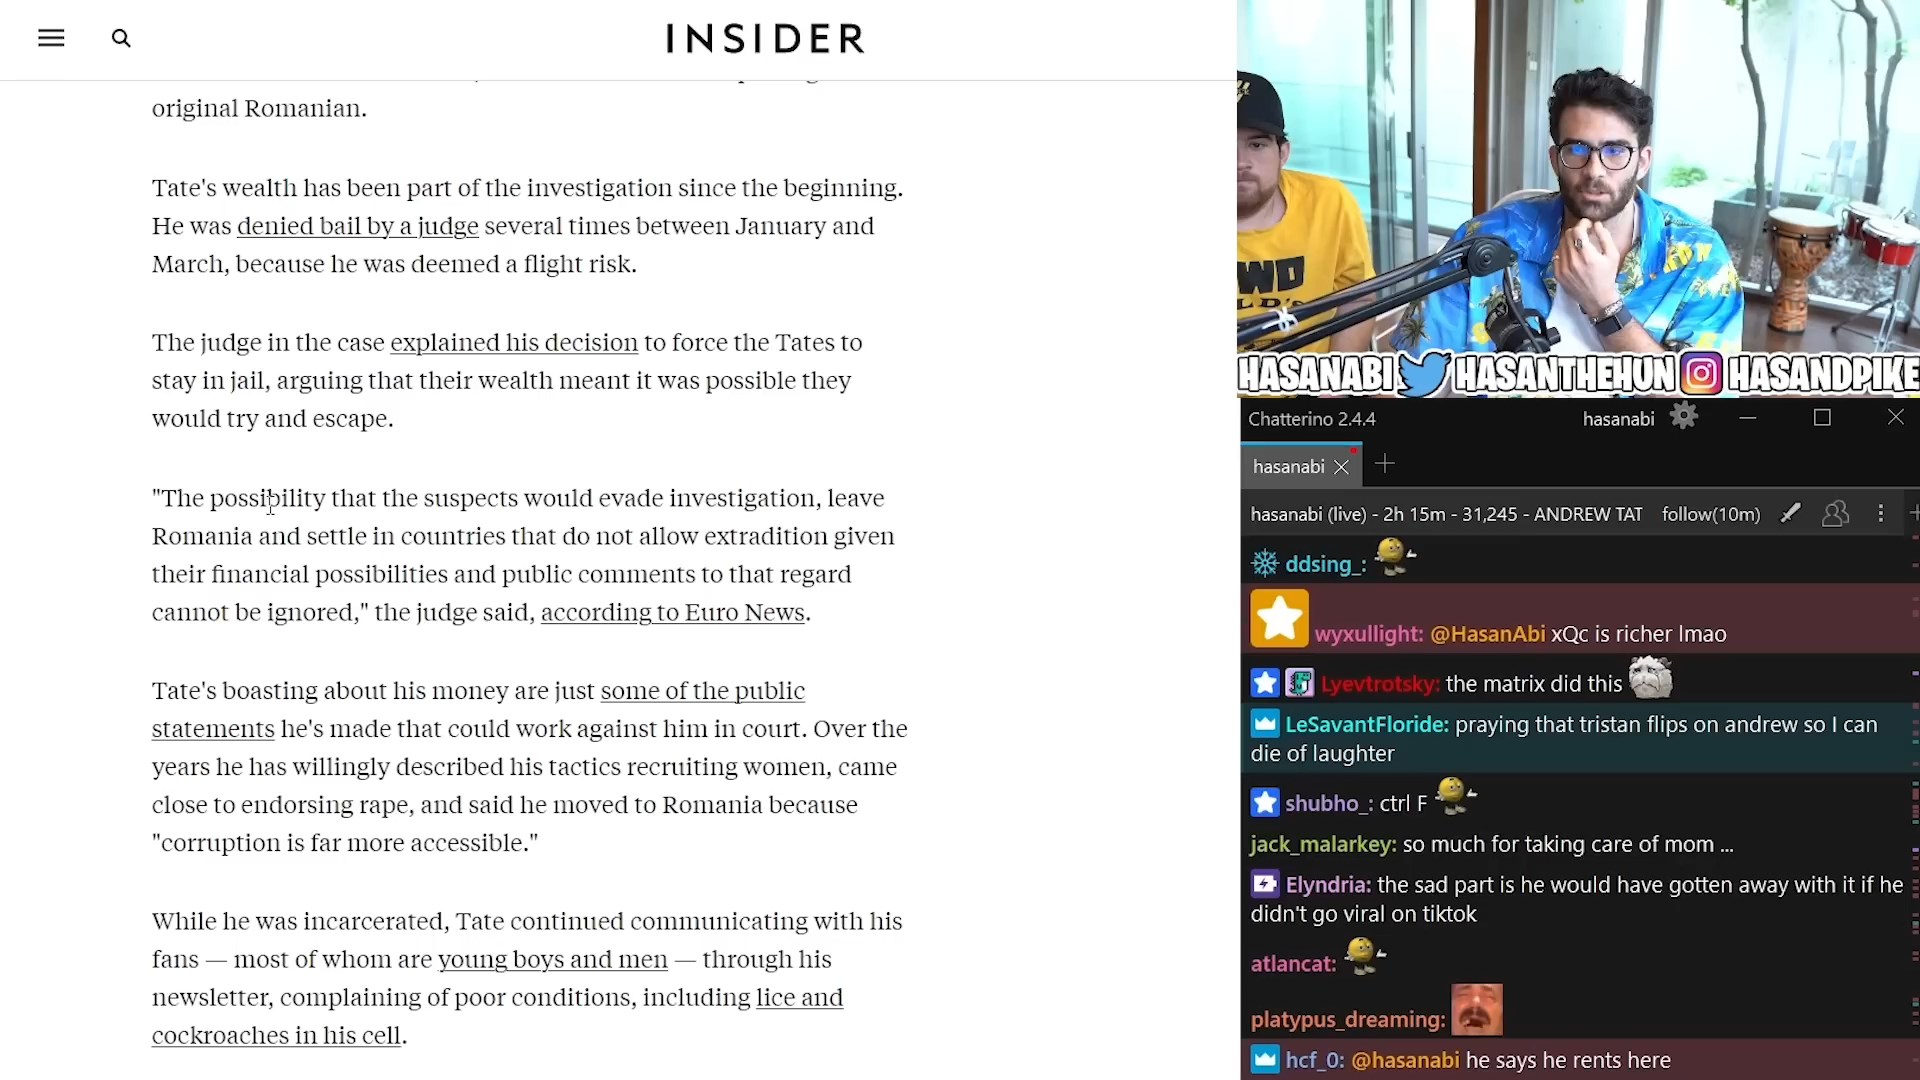 INSIDER
original Romanian.
Tate's wealth has been part of the investigation since the beginning.
He was denied bail by a judge several times between January and
March, because he was deemed a flight risk.
The judge in the case explained his decision to force the Tates to
stay in jail, arguing that their wealth meant it was possible they
would try and escape.
"The possibility that the suspects would evade investigation, leave
Romania and settle in countries that do not allow extradition given
their financial possibilities and public comments to that regard
cannot be ignored," the judge said, according to Euro News.
Tate's boasting about his money are just some of the public
statements he's made that could work against him in court. Over the
years he has willingly described his tactics recruiting women, came
close to endorsing rape, and said he moved to Romania because
"corruption is far more accessible."
While he was incarcerated, Tate continued communicating with his
fans — most of whom are young boys and men — through his
newsletter, complaining of poor conditions, including lice and
cockroaches in his cell.
HASANABI HASANTHEHUN HASANDPIKE
Chatterino 2.4.4 hasanabi
hasanabi
hasanabi (live) - 2h 15m - 31,245 - ANDREW TAT follow(10m)
ddsing_:
wyxullight: @HasanAbi xQc is richer lmao
Lyevtrotsky: the matrix did this
LeSavantFloride: praying that tristan flips on andrew so I can
die of laughter
shubho_: ctrl F
jack_malarkey: so much for taking care of mom ...
Elyndria: the sad part is he would have gotten away with it if he
didn't go viral on tiktok
atlancat:
platypus_dreaming:
hcf_0: @hasanabi he says he rents here